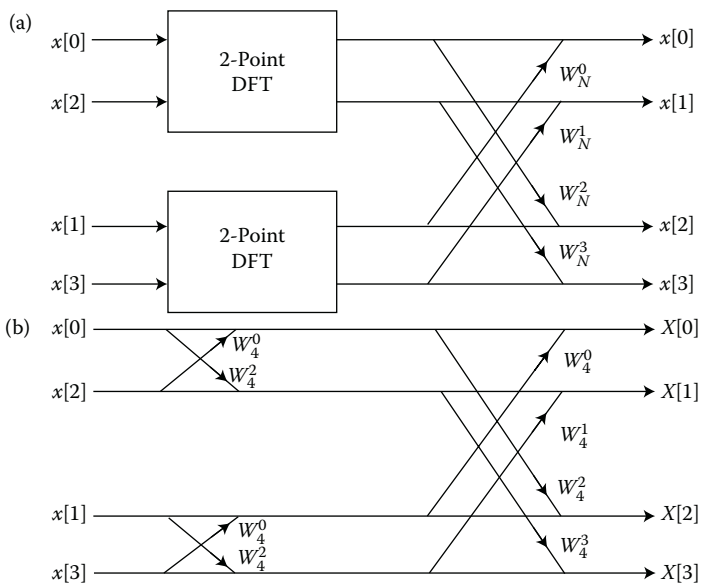 (a)
x[0] 2-Point x[0]
DFT W_N^0
x[2] x[1]
W_N^1
W_N^2
x[1] 2-Point x[2]
DFT W_N^3
x[3] x[3]
(b) x[0] X[0]
W_4^0 W_4^0
W_4^2
x[2] X[1]
W_4^1
W_4^2
x[1] X[2]
W_4^0
W_4^3
W_4^2
x[3] X[3]